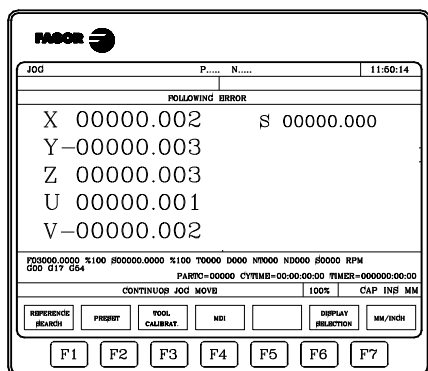 FAGOR
JOG P..... N..... 11:50:14
FOLLOWING ERROR
X 00000.002 S 00000.000
Y-00000.003
Z 00000.003
U 00000.001
V-00000.002
F03000.0000 %100 S00000.0000 %100 T0000 D000 NT000 ND000 S0000 RPM
G00 G17 G54
PARTC=00000 CYTIME=00:00:00:00 TIMER=000000:00:00
CONTINUOS JOG MOVE 100% CAP INS MM
REFERENCE SEARCH PRESET TOOL CALIBRAT. MDI DISPLAY SELECTION MM/INCH
F1 F2 F3 F4 F5 F6 F7